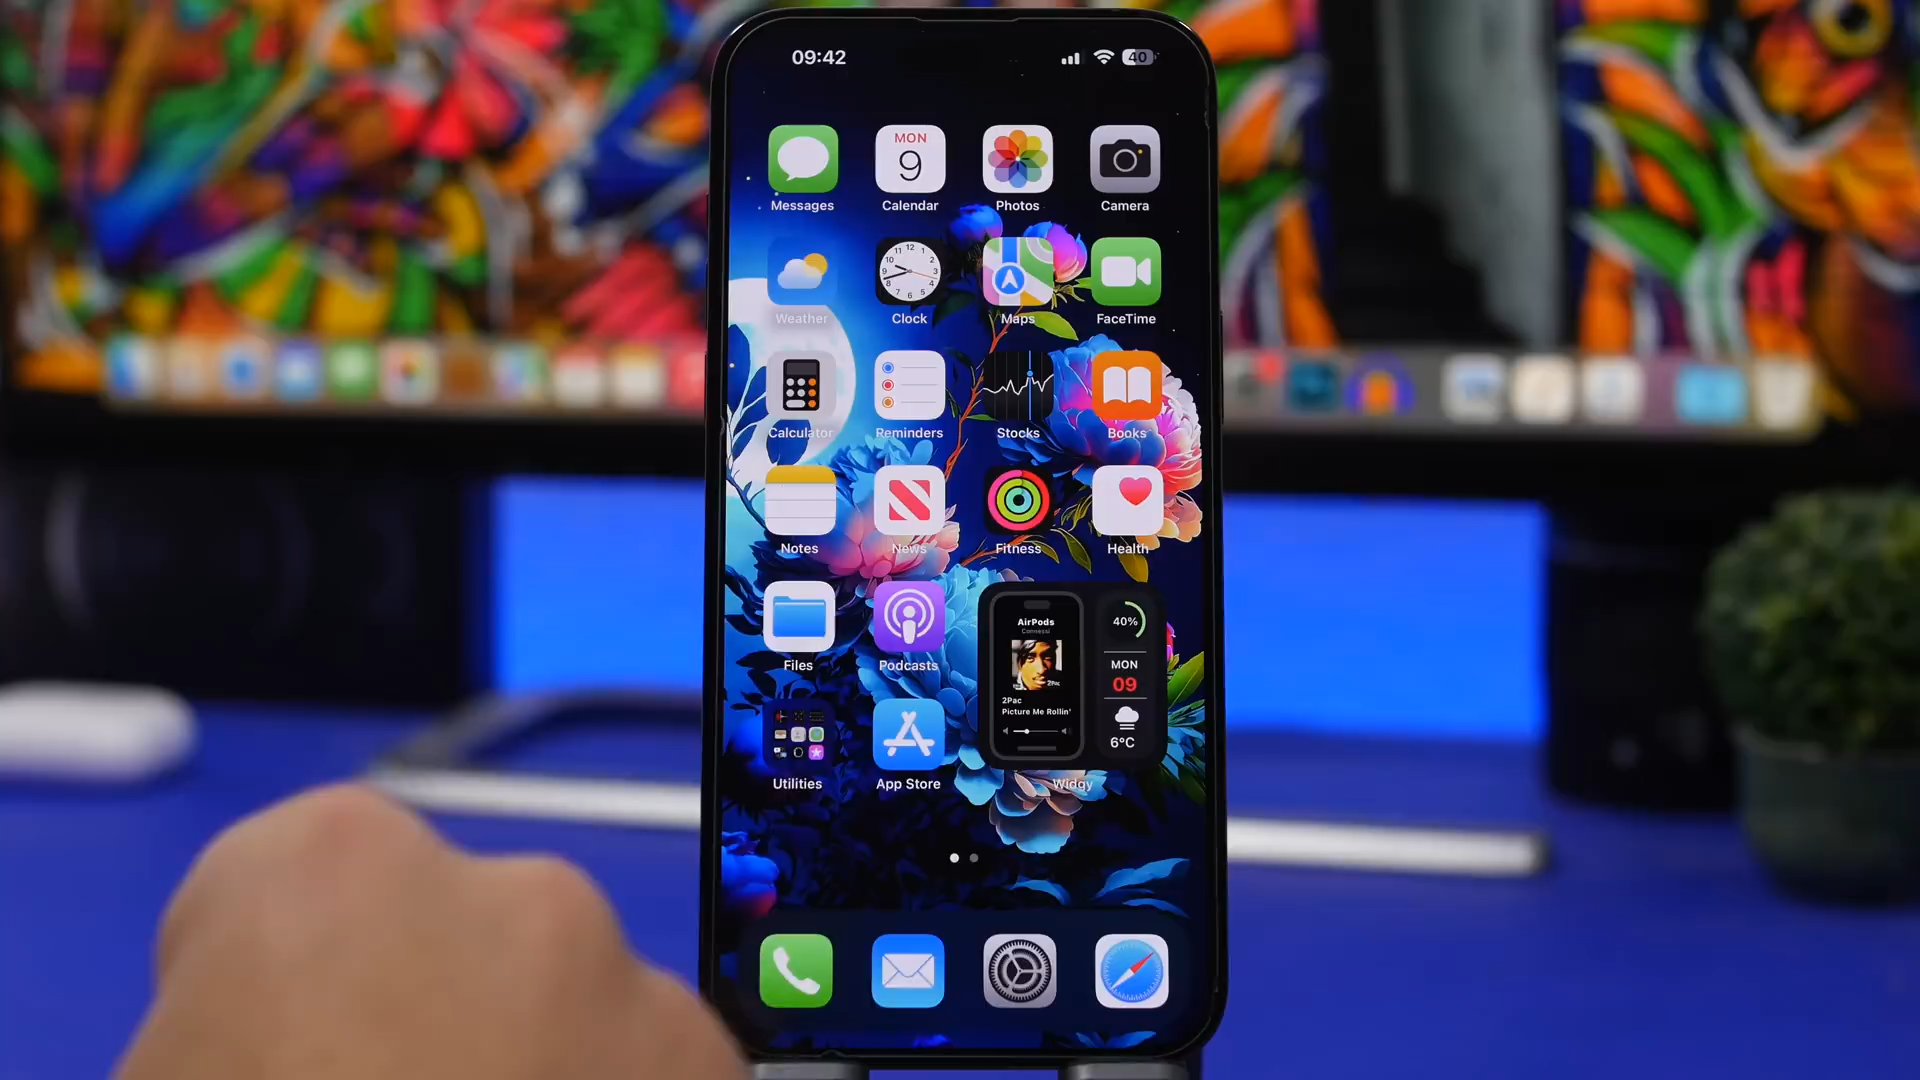 09:42
40
MON
9
Messages
Calendar
Photos
Camera
Weather
Clock
Maps
FaceTime
Calculator
Reminders
Stocks
Books
Notes
News
Fitness
Health
Files
Podcasts
AirPods
Connessi
2Pac
Picture Me Rollin'
40%
MON
09
6°C
Utilities
App Store
Widgy